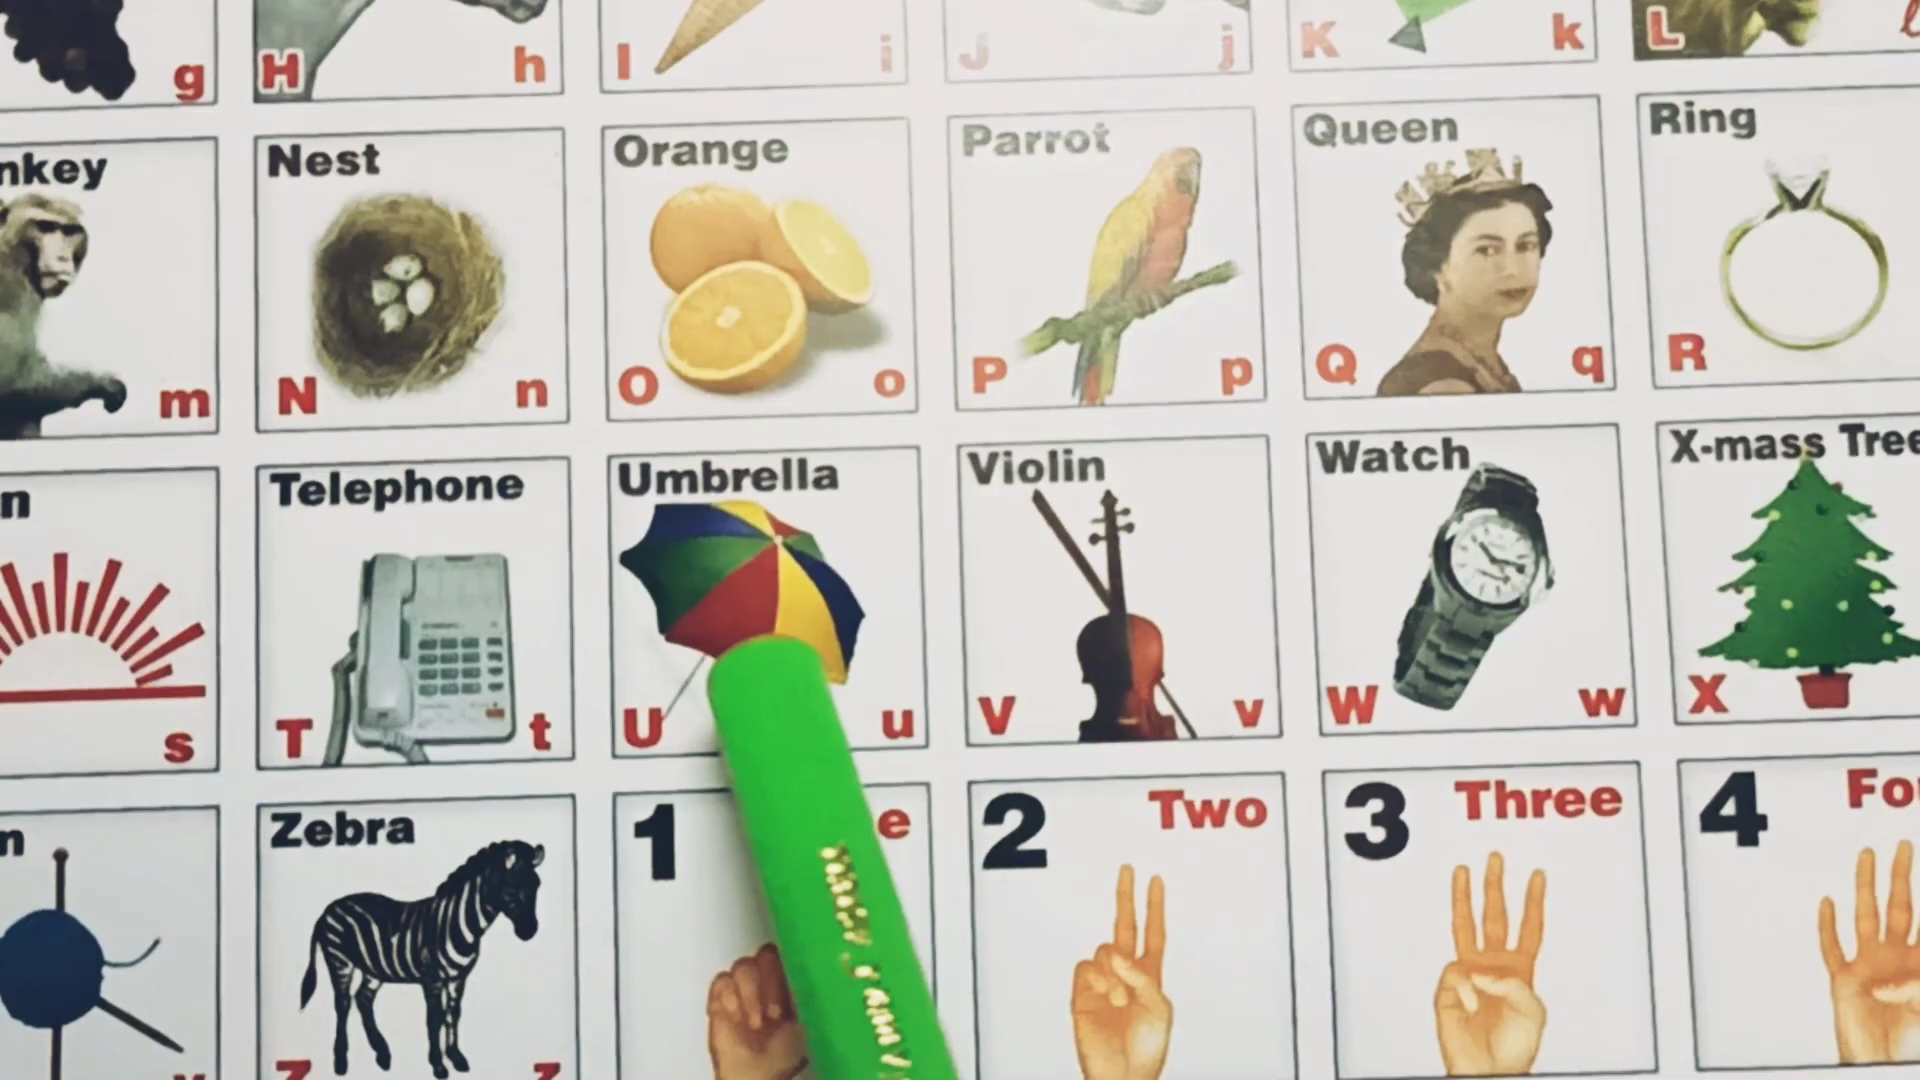 g H h I i J j K k L ℓ
nkey Nest Orange Parrot Queen Ring
m N n O o P p Q q R
n Telephone Umbrella Violin Watch X-mass Tree
s T t U u V v W w X
n Zebra 1 e 2 Two 3 Three 4 Fo
Z z